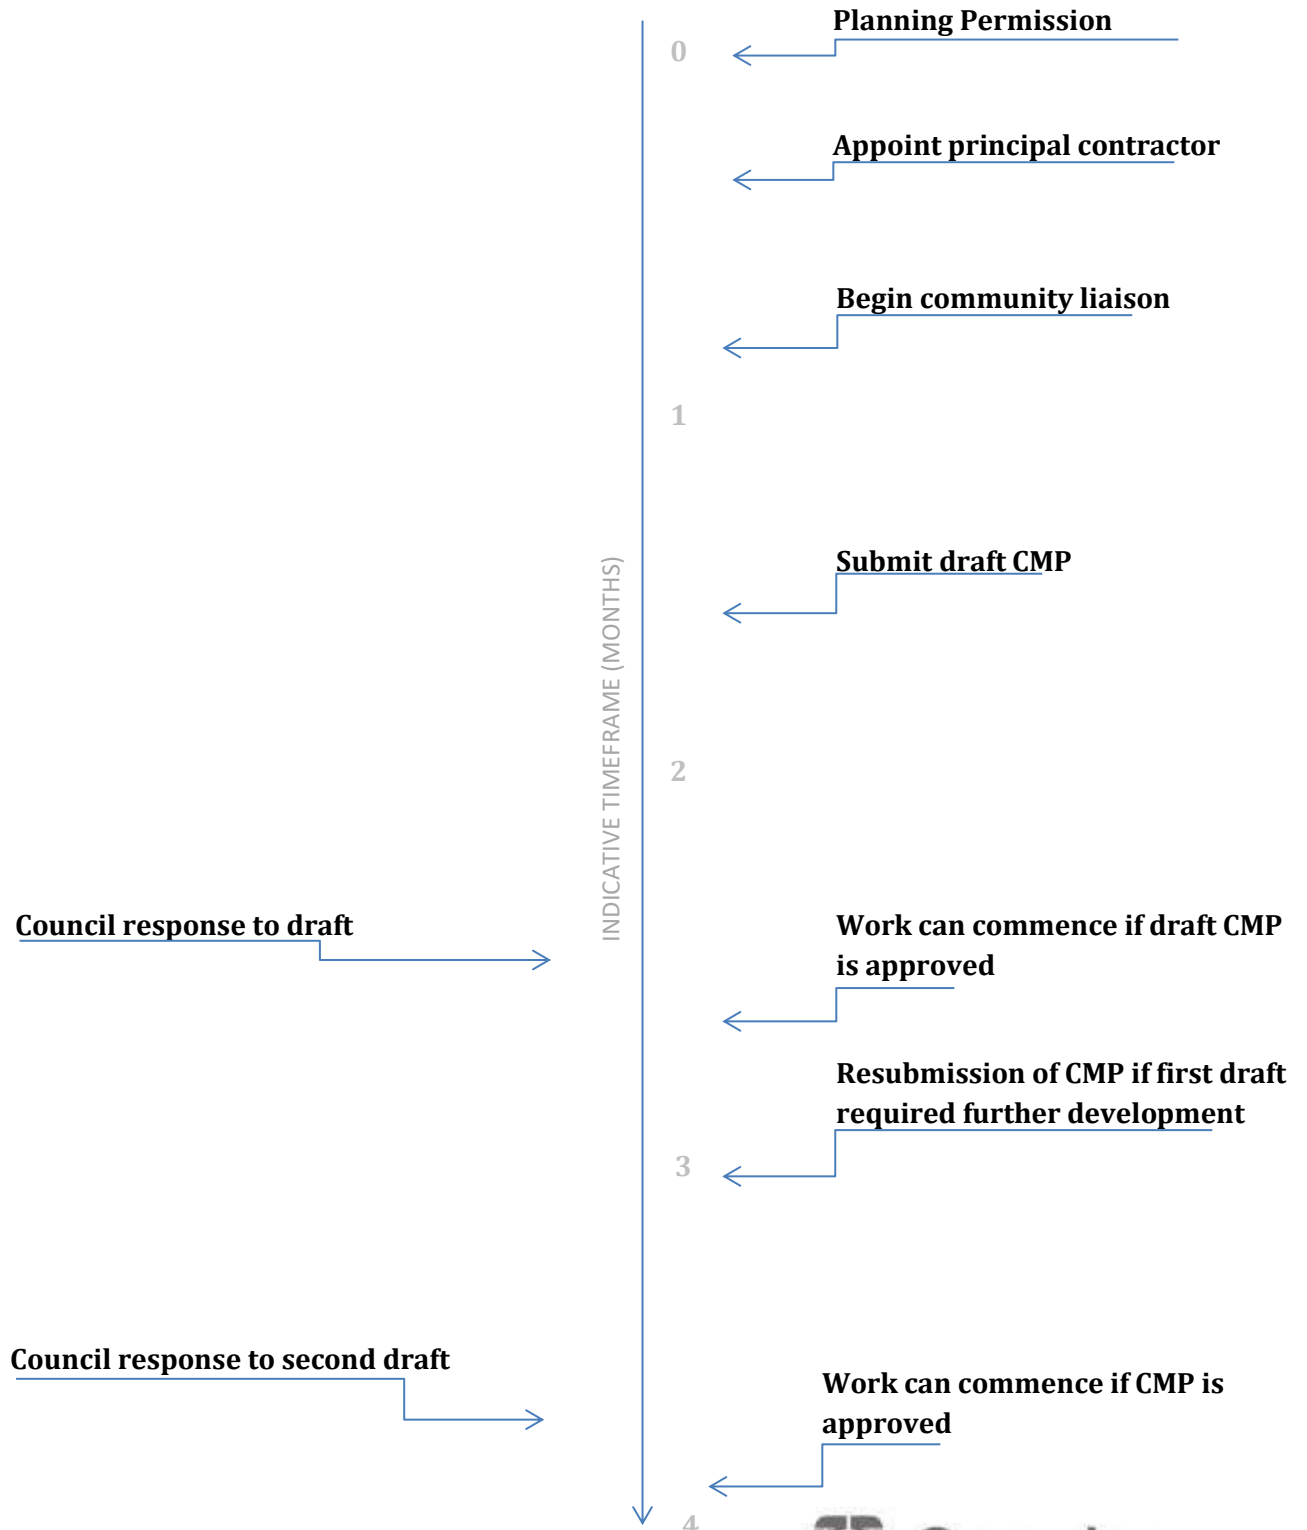 Planning Permission
0
Appoint principal contractor
Begin community liaison
1
Submit draft CMP
INDICATIVE TIMEFRAME (MONTHS)
2
Council response to draft
Work can commence if draft CMP
is approved
Resubmission of CMP if first draft
required further development
3
Council response to second draft
Work can commence if CMP is
approved
4